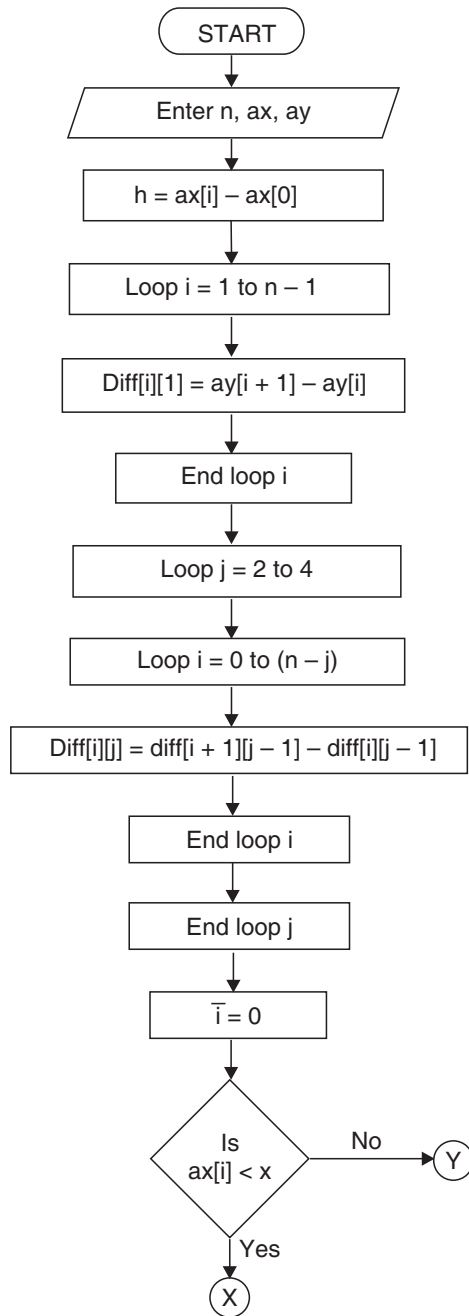 START
Enter n, ax, ay
h = ax[i] – ax[0]
Loop i = 1 to n – 1
Diff[i][1] = ay[i + 1] – ay[i]
End loop i
Loop j = 2 to 4
Loop i = 0 to (n – j)
Diff[i][j] = diff[i + 1][j – 1] – diff[i][j – 1]
End loop i
End loop j
i̅ = 0
Is
ax[i] < x
No
Y
Yes
X